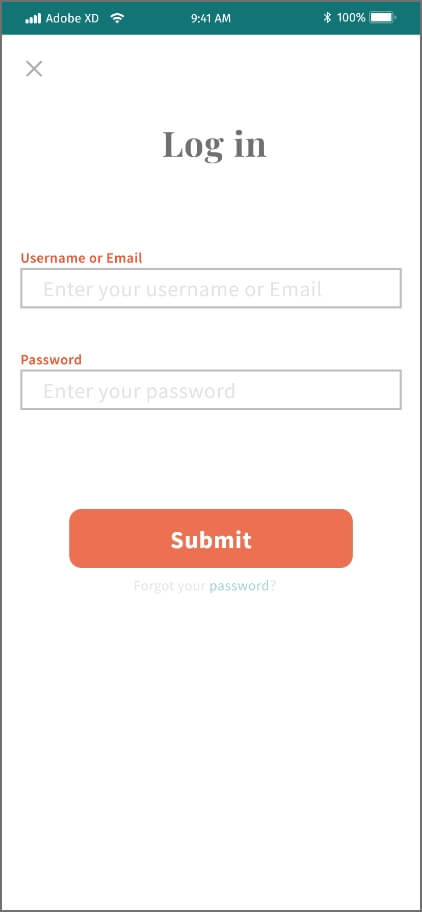 Adobe XD 9:41 AM 100%
Log in
Username or Email
Enter your username or Email
Password
Enter your password
Submit
Forgot your password?